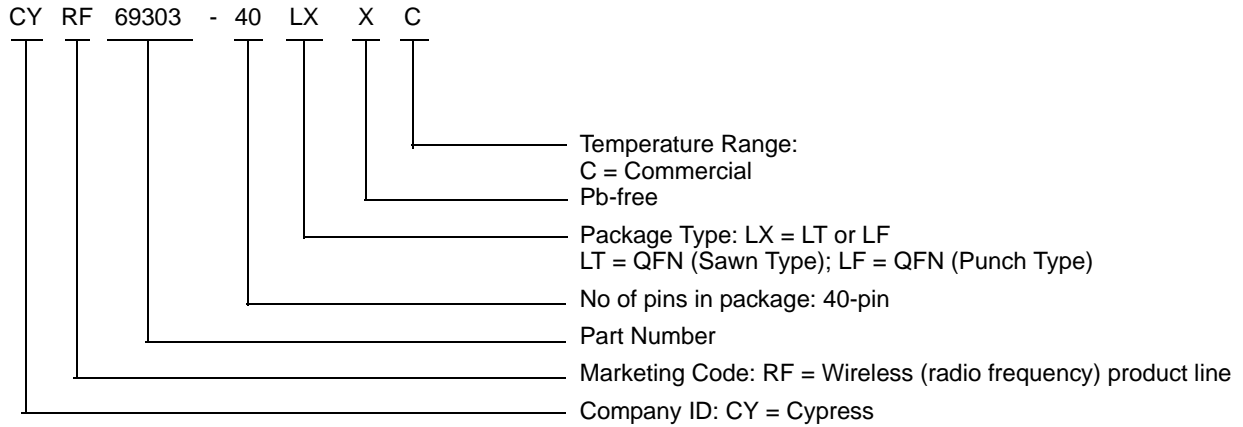 CY RF 69303 - 40 LX X C
Temperature Range:
C = Commercial
Pb-free
Package Type: LX = LT or LF
LT = QFN (Sawn Type); LF = QFN (Punch Type)
No of pins in package: 40-pin
Part Number
Marketing Code: RF = Wireless (radio frequency) product line
Company ID: CY = Cypress